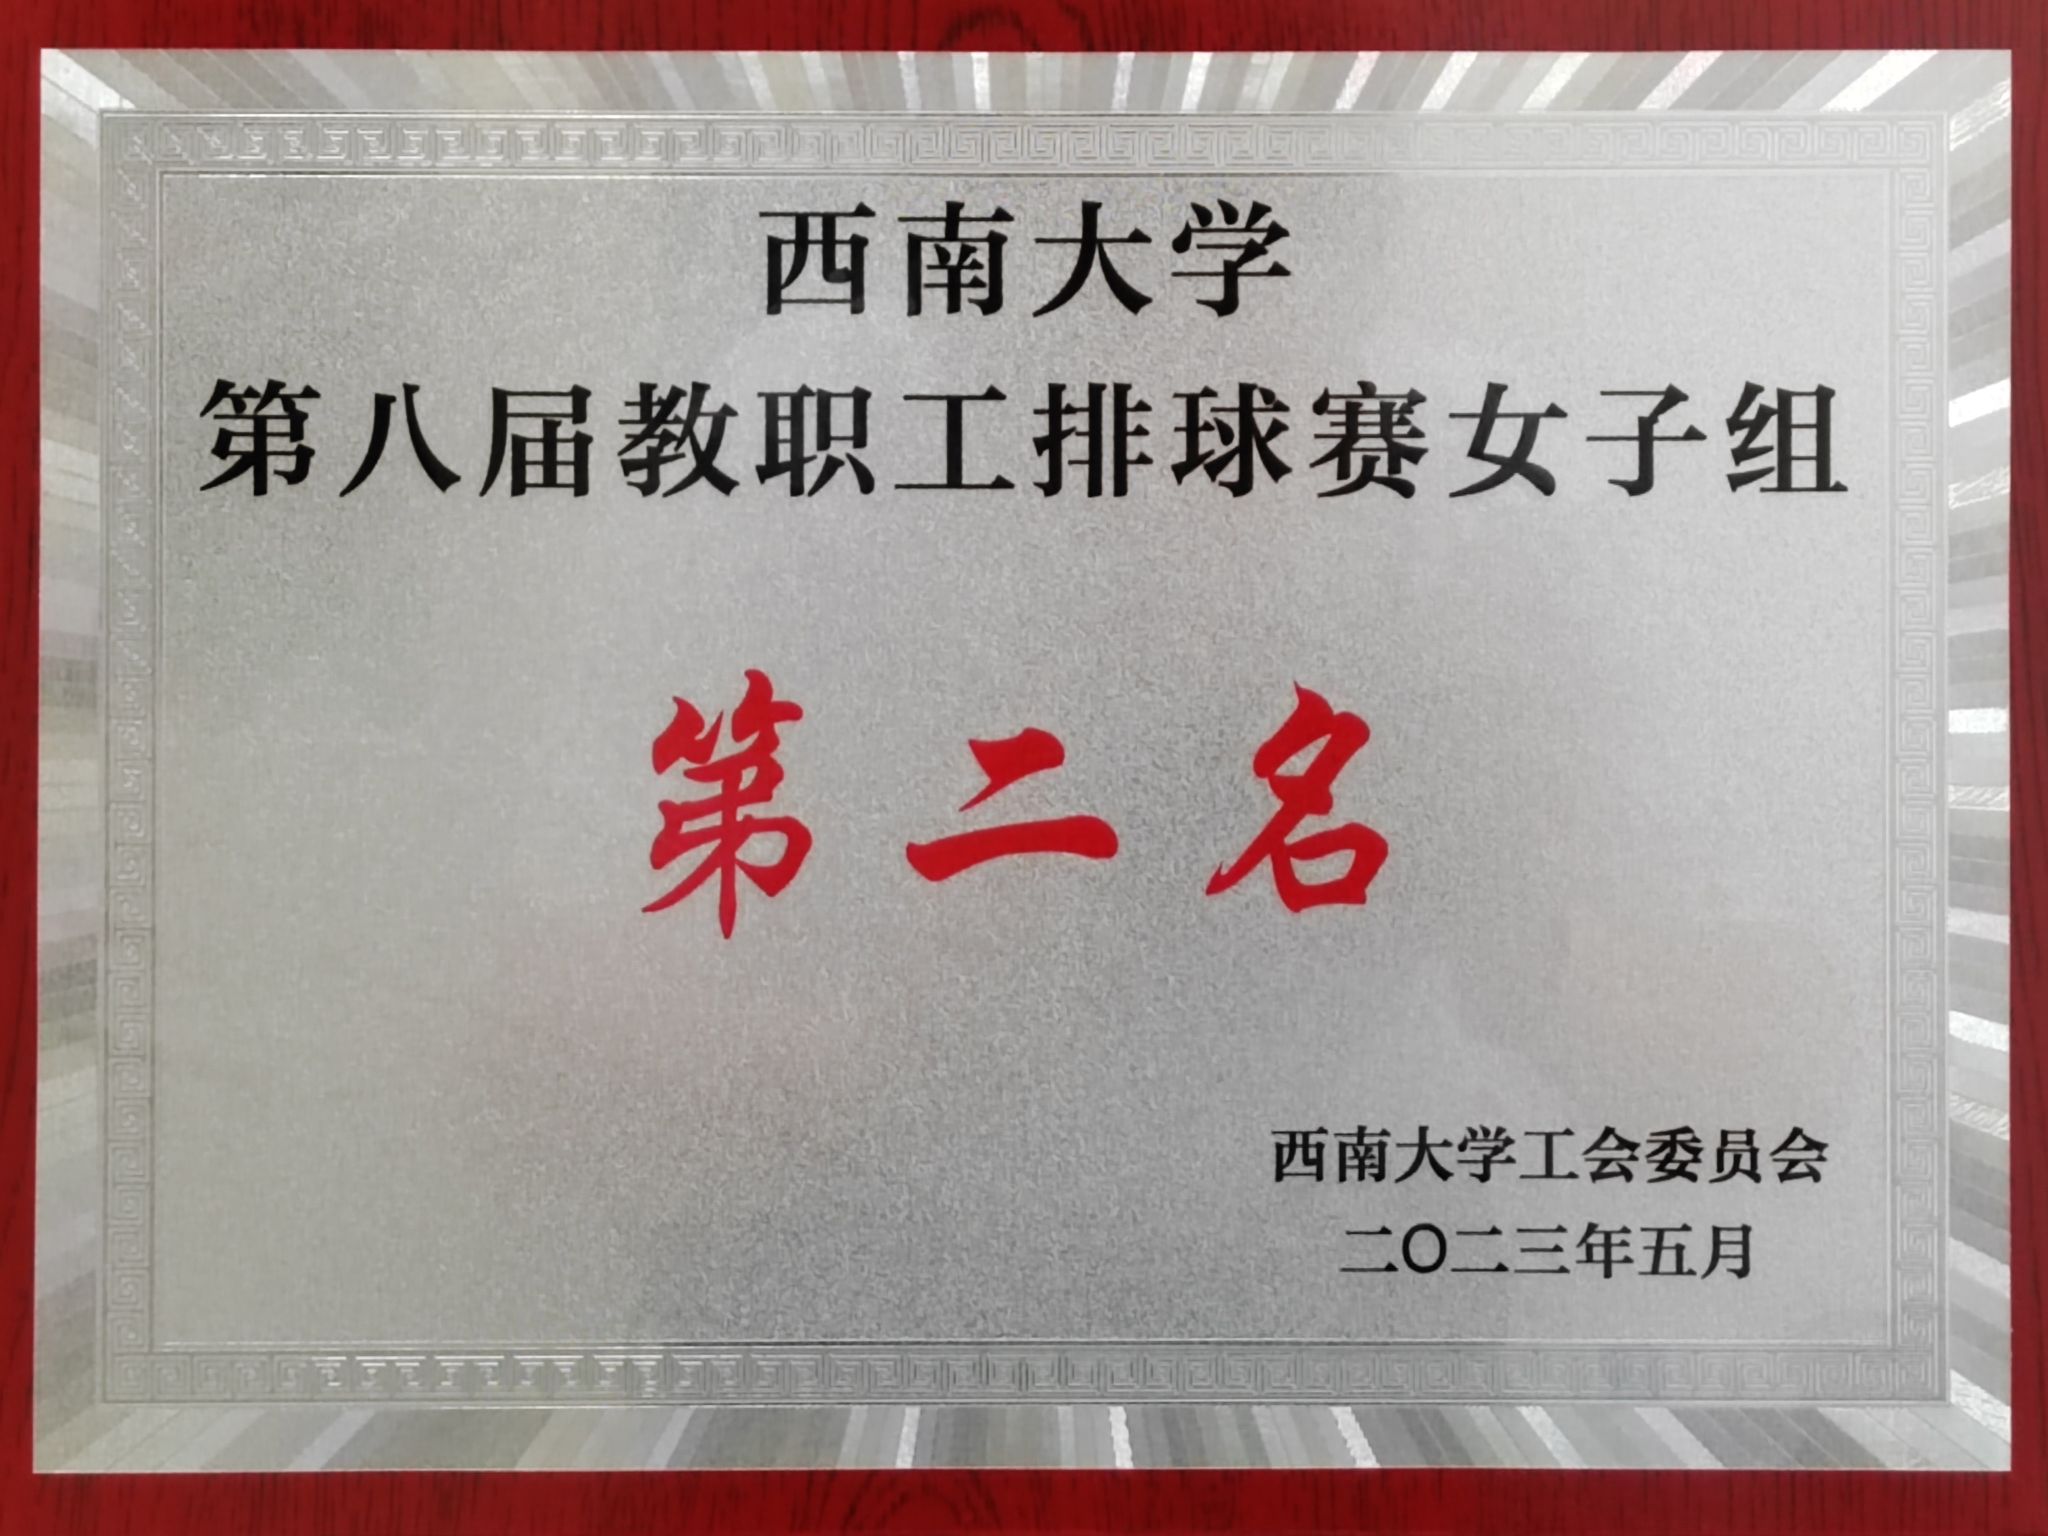 西南大学
第八届教职工排球赛女子组
第二名
西南大学工会委员会
二〇二三年五月